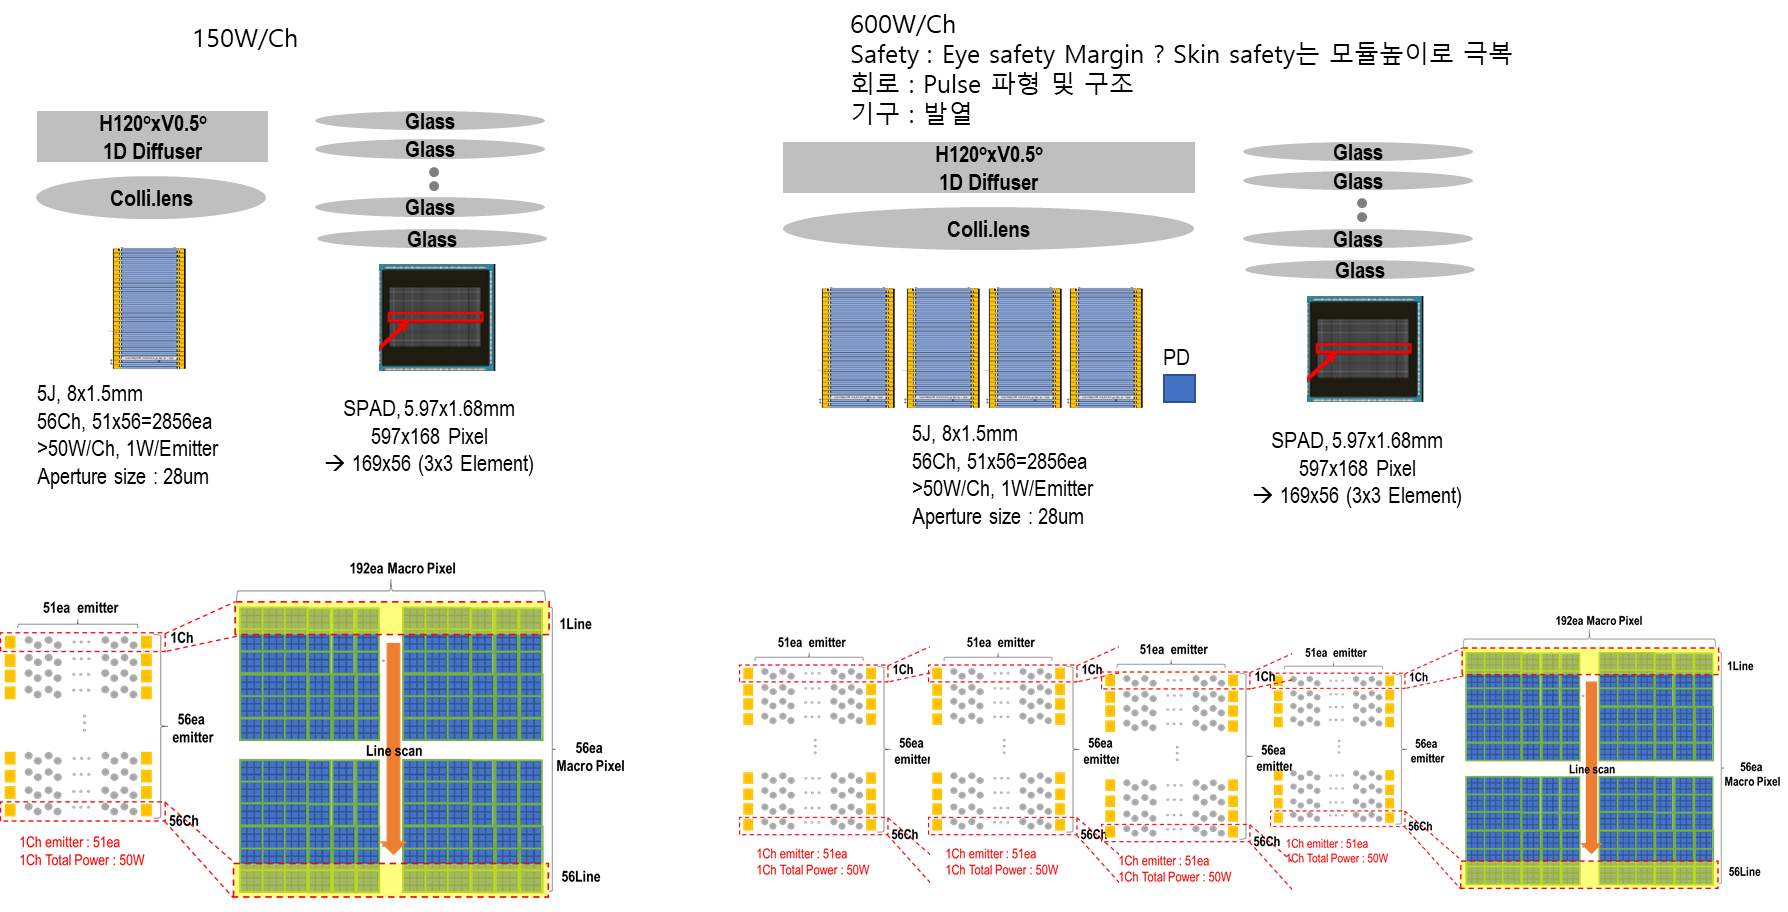 150W/Ch
H120°xV0.5°
1D Diffuser
Colli.lens
Glass
Glass
Glass
Glass
5J, 8x1.5mm
56Ch, 51x56=2856ea
>50W/Ch, 1W/Emitter
Aperture size : 28um
SPAD, 5.97x1.68mm
597x168 Pixel
→ 169x56 (3x3 Element)
192ea Macro Pixel
51ea emitter
1Ch
1Line
56ea
emitter
Line scan
56ea
Macro Pixel
56Ch
56Line
1Ch emitter : 51ea
1Ch Total Power : 50W
600W/Ch
Safety : Eye safety Margin ? Skin safety는 모듈높이로 극복
회로 : Pulse 파형 및 구조
기구 : 발열
H120°xV0.5°
1D Diffuser
Colli.lens
Glass
Glass
Glass
Glass
PD
5J, 8x1.5mm
56Ch, 51x56=2856ea
>50W/Ch, 1W/Emitter
Aperture size : 28um
SPAD, 5.97x1.68mm
597x168 Pixel
→ 169x56 (3x3 Element)
51ea emitter
1Ch
56ea
emitter
56Ch
1Ch emitter : 51ea
1Ch Total Power : 50W
51ea emitter
1Ch
56ea
emitter
56Ch
1Ch emitter : 51ea
1Ch Total Power : 50W
51ea emitter
1Ch
56ea
emitter
56Ch
1Ch emitter : 51ea
1Ch Total Power : 50W
51ea emitter
1Ch
56ea
emitter
56Ch
1Ch emitter : 51ea
1Ch Total Power : 50W
192ea Macro Pixel
1Line
Line scan
56ea
Macro Pixel
56Line